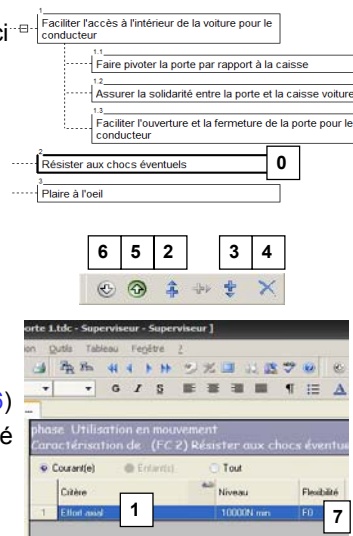 1
Faciliter l'accès à l'intérieur de la voiture pour le
conducteur
ci
1.1
Faire pivoter la porte par rapport à la caisse
1.2
Assurer la solidarité entre la porte et la caisse voiture
1.3
Faciliter l'ouverture et la fermeture de la porte pour le
conducteur
2
Résister aux chocs éventuels
0
3
Plaire à l'oeil
6 5 2 3 4
orte 1.tdc - Superviseur - Superviseur ]
on Outils Tableau Fenêtre ?
G I S
6)
é
phase Utilisation en mouvement
Caractérisation de (FC 2) Résister aux chocs éventue
Courant(e) Enfant(s) Tout
Critère Niveau Flexibilité
1 Effort axial 10000N min F0
1
7